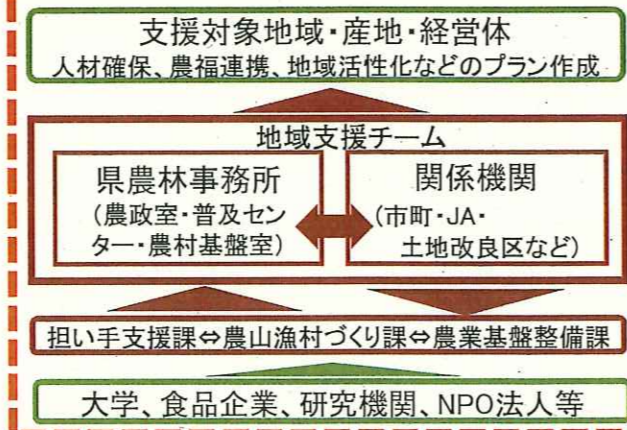 支援対象地域・産地・経営体
人材確保、農福連携、地域活性化などのプラン作成
地域支援チーム
県農林事務所
(農政室・普及セン
ター・農村基盤室)
関係機関
(市町・JA・
土地改良区など)
担い手支援課⇔農山漁村づくり課⇔農業基盤整備課
大学、食品企業、研究機関、NPO法人等